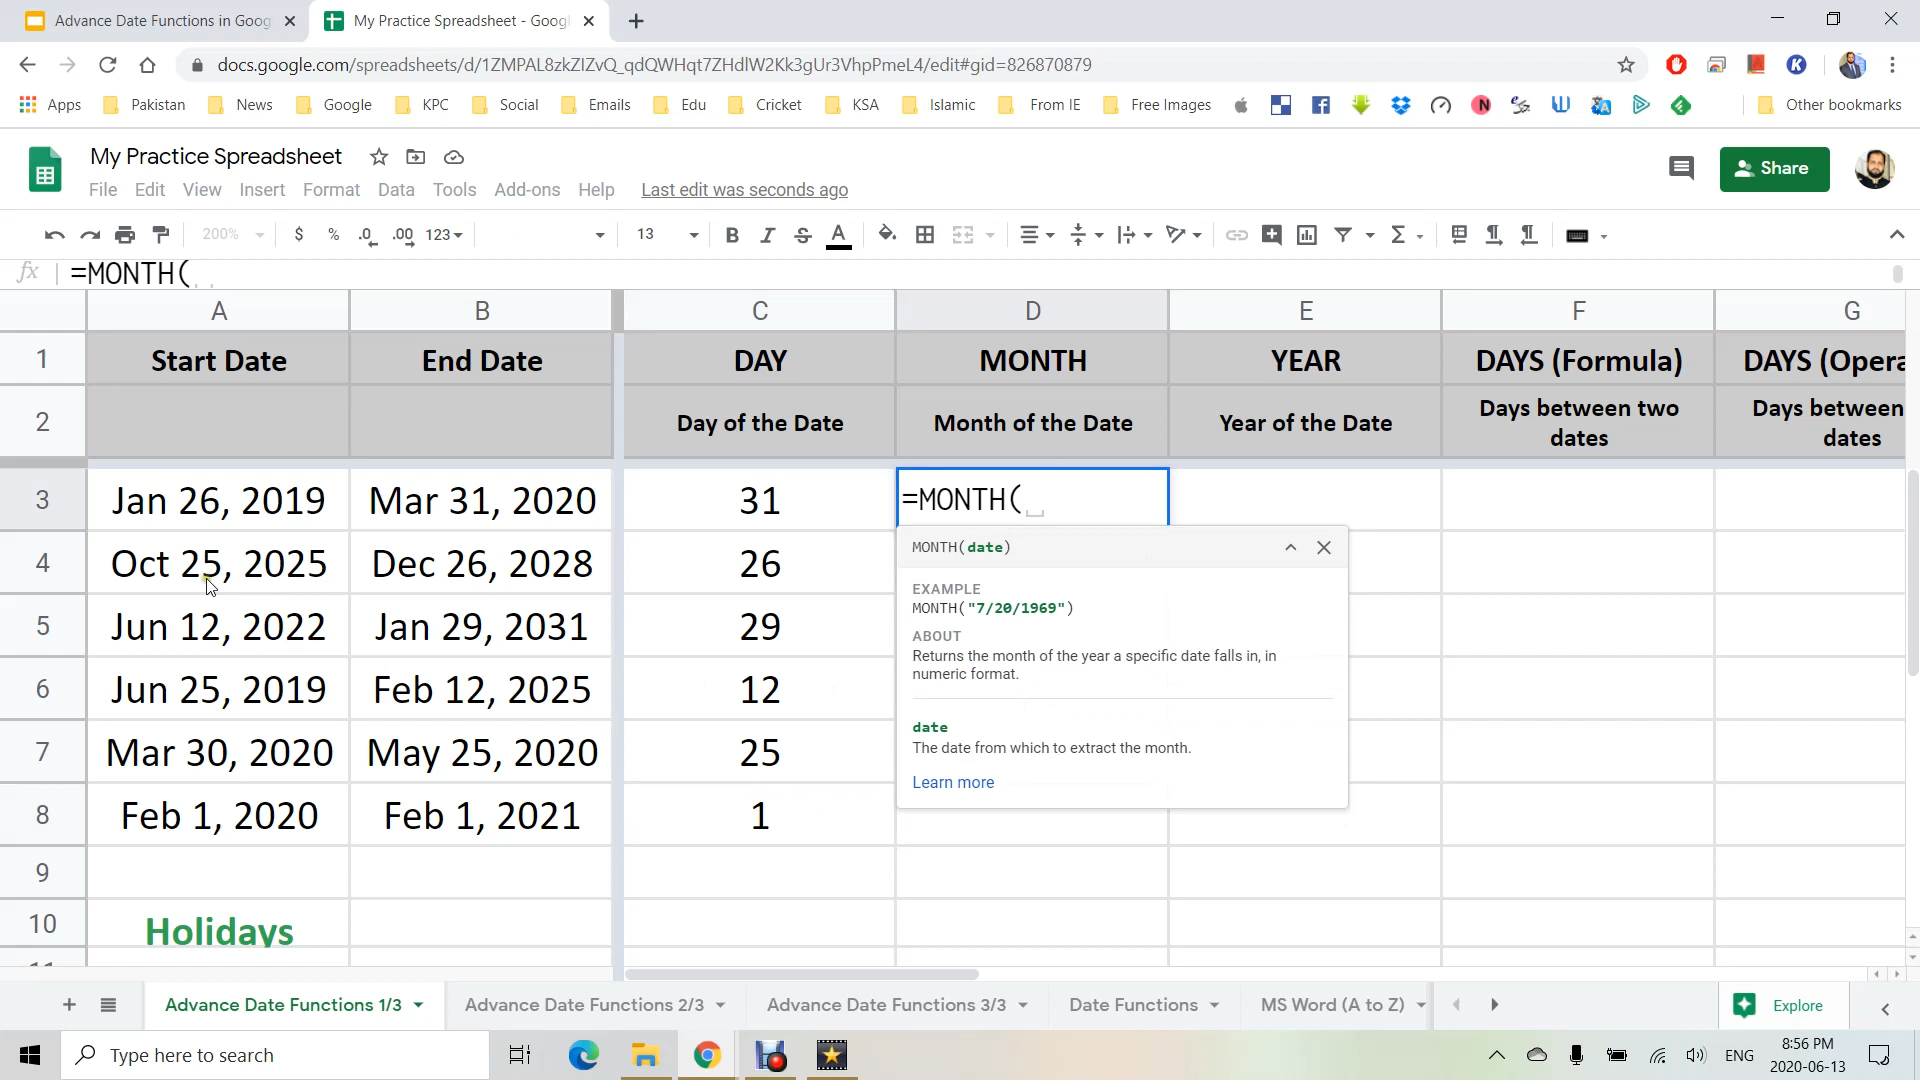 Advance Date Functions in Goog
My Practice Spreadsheet - Googl
docs.google.com/spreadsheets/d/1ZMPAL8zkZIZvQ_qdQWHqt7ZHdlW2Kk3gUr3VhpPmeL4/edit#gid=826870879
Apps Pakistan News Google KPC Social Emails Edu Cricket KSA Islamic From IE Free Images Other bookmarks
My Practice Spreadsheet
Share
File Edit View Insert Format Data Tools Add-ons Help Last edit was seconds ago
200% $ % .0 .00 123 13 B I S A
fx =MONTH(
A B C D E F G
1 Start Date End Date DAY MONTH YEAR DAYS (Formula) DAYS (Opera
2 Day of the Date Month of the Date Year of the Date Days between two dates Days between dates
3 Jan 26, 2019 Mar 31, 2020 31 =MONTH(
4 Oct 25, 2025 Dec 26, 2028 26
5 Jun 12, 2022 Jan 29, 2031 29
6 Jun 25, 2019 Feb 12, 2025 12
7 Mar 30, 2020 May 25, 2020 25
8 Feb 1, 2020 Feb 1, 2021 1
9
10 Holidays
MONTH(date)
EXAMPLE
MONTH("7/20/1969")
ABOUT
Returns the month of the year a specific date falls in, in
numeric format.
date
The date from which to extract the month.
Learn more
Advance Date Functions 1/3 Advance Date Functions 2/3 Advance Date Functions 3/3 Date Functions MS Word (A to Z) Explore
Type here to search
ENG
8:56 PM
2020-06-13